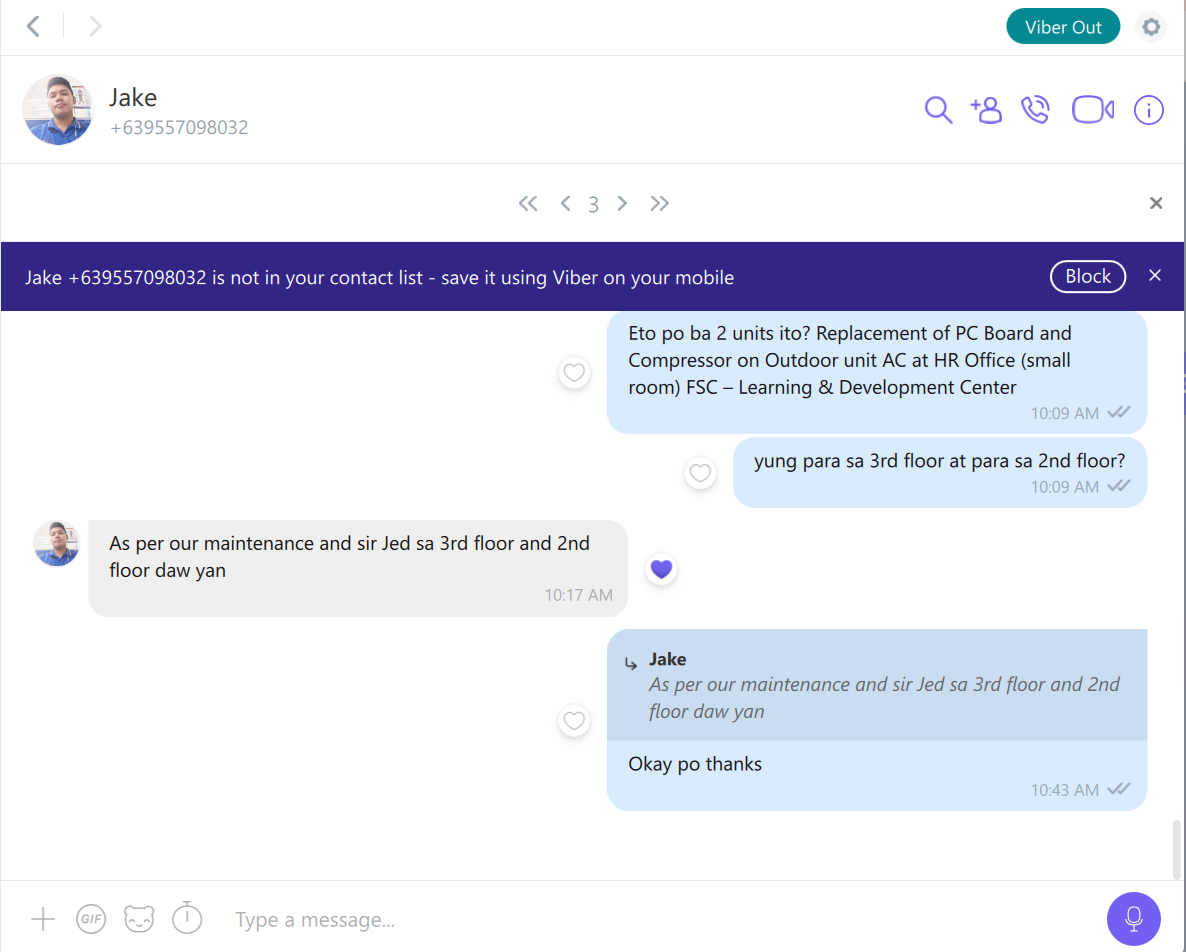 Viber Out
Jake
+639557098032
3
Jake +639557098032 is not in your contact list - save it using Viber on your mobile
Block
Eto po ba 2 units ito? Replacement of PC Board and
Compressor on Outdoor unit AC at HR Office (small
room) FSC – Learning & Development Center
10:09 AM
yung para sa 3rd floor at para sa 2nd floor?
10:09 AM
As per our maintenance and sir Jed sa 3rd floor and 2nd
floor daw yan
10:17 AM
Jake
As per our maintenance and sir Jed sa 3rd floor and 2nd
floor daw yan
Okay po thanks
10:43 AM
GIF
Type a message...